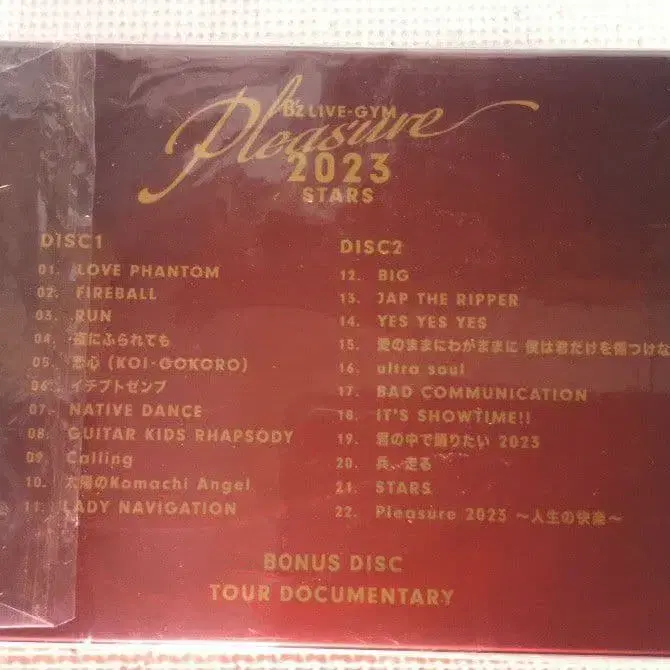 B'z LIVE-GYM
Pleasure
2023
STARS
DISC1
01. LOVE PHANTOM
02. FIREBALL
03. RUN
04. 夜にふられても
05. 恋心 (KOI-GOKORO)
06. イチブトゼンブ
07. NATIVE DANCE
08. GUITAR KIDS RHAPSODY
09. Calling
10. 太陽のKomachi Angel
11. LADY NAVIGATION
DISC2
12. BIG
13. JAP THE RIPPER
14. YES YES YES
15. 愛のままにわがままに 僕は君だけを傷つけな
16. ultra soul
17. BAD COMMUNICATION
18. IT'S SHOWTIME!!
19. 君の中で踊りたい 2023
20. 兵、走る
21. STARS
22. Pleasure 2023 〜人生の快楽〜
BONUS DISC
TOUR DOCUMENTARY